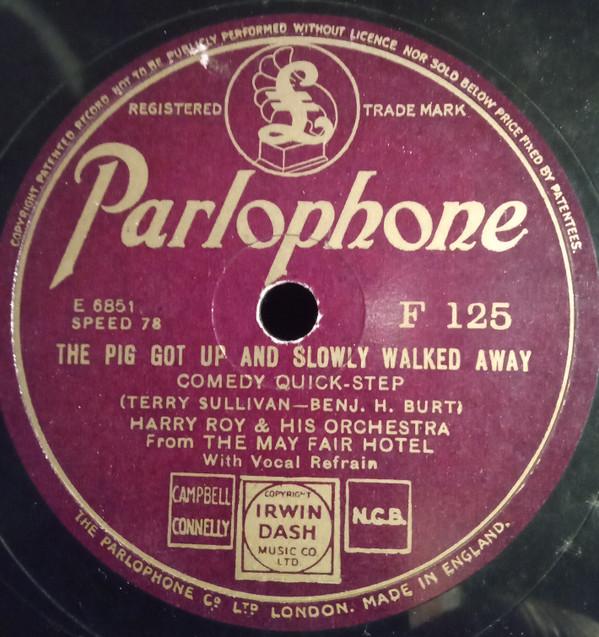 COPYRIGHT PATENTED RECORD NOT TO BE PUBLICLY PERFORMED WITHOUT LICENCE NOR SOLD BELOW PRICE FIXED BY PATENTEES.
REGISTERED £ TRADE MARK
Parlophone
E 6851
SPEED 78
F 125
THE PIG GOT UP AND SLOWLY WALKED AWAY
COMEDY QUICK-STEP
(TERRY SULLIVAN—BENJ. H. BURT)
HARRY ROY & HIS ORCHESTRA
From THE MAY FAIR HOTEL
With Vocal Refrain
CAMPBELL
CONNELLY
COPYRIGHT
IRWIN
DASH
MUSIC CO
LTD
N.C.B.
THE PARLOPHONE Co LTD LONDON. MADE IN ENGLAND.